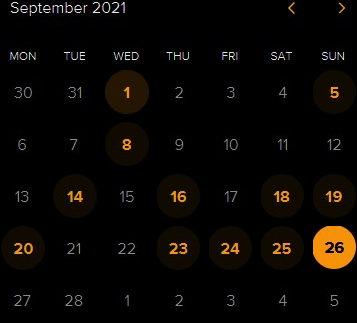 September 2021
MON TUE WED THU FRI SAT SUN
30 31 1 2 3 4 5
6 7 8 9 10 11 12
13 14 15 16 17 18 19
20 21 22 23 24 25 26
27 28 1 2 3 4 5